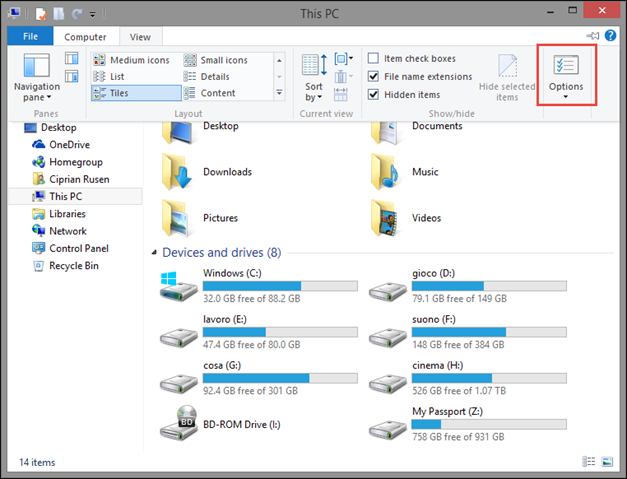 This PC
File Computer View
Navigation pane
Panes
Medium icons Small icons
List Details
Tiles Content
Layout
Sort by
Current view
Item check boxes
File name extensions
Hidden items
Hide selected items
Show/hide
Options
Desktop
OneDrive
Homegroup
Ciprian Rusen
This PC
Libraries
Network
Control Panel
Recycle Bin
Desktop Documents
Downloads Music
Pictures Videos
Devices and drives (8)
Windows (C:)
32.0 GB free of 88.2 GB
gioco (D:)
79.1 GB free of 149 GB
lavoro (E:)
47.4 GB free of 80.0 GB
suono (F:)
148 GB free of 384 GB
cosa (G:)
92.4 GB free of 301 GB
cinema (H:)
526 GB free of 1.07 TB
BD
BD-ROM Drive (I:)
My Passport (Z:)
758 GB free of 931 GB
14 items